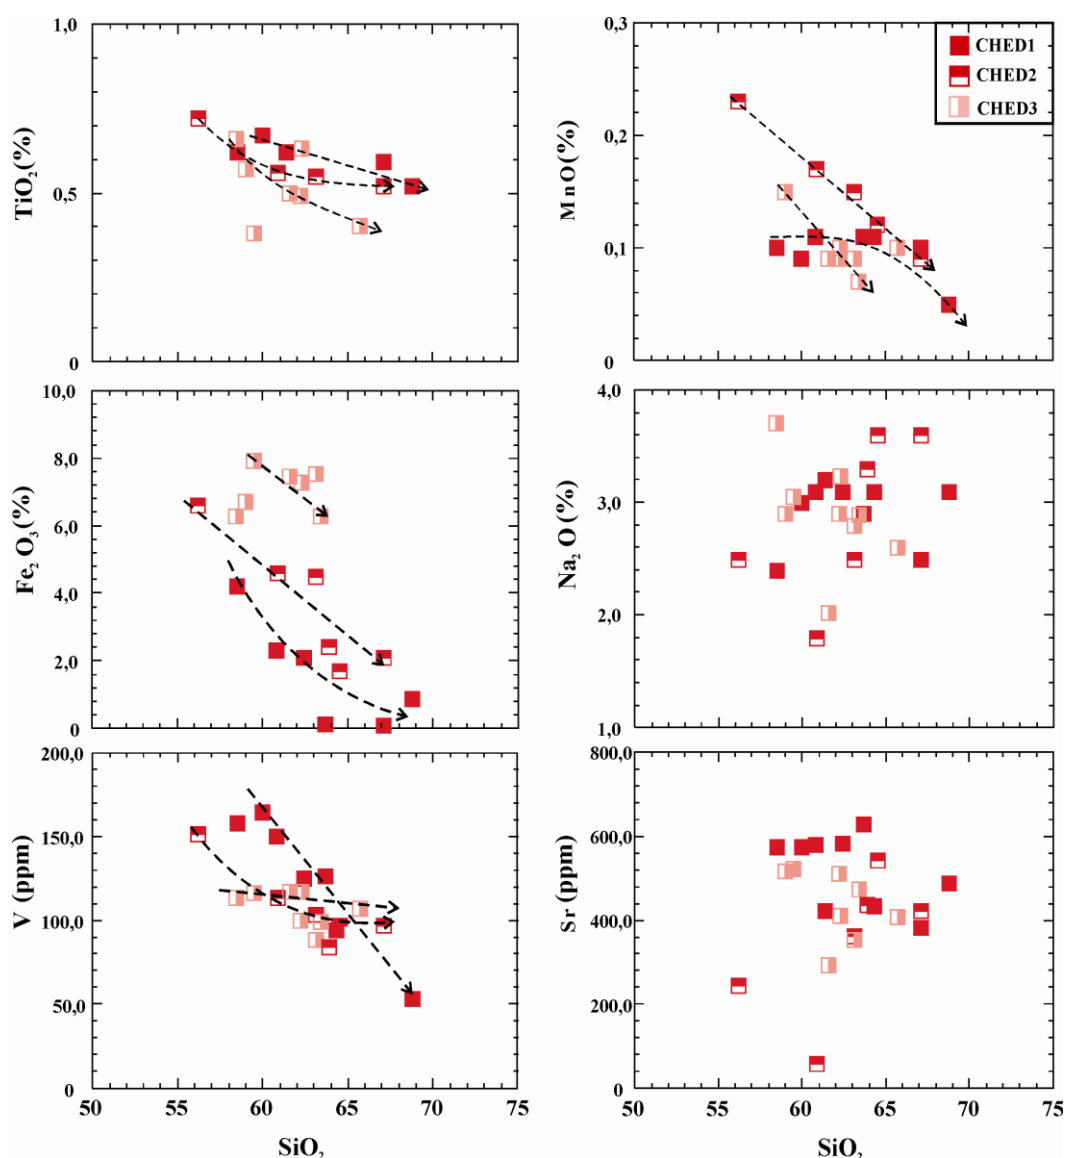 1,0
0,5
0
TiO₂(%)
0,3
0,2
0,1
0
MnO(%)
CHED1
CHED2
CHED3
10,0
8,0
6,0
4,0
2,0
0
Fe₂O₃(%)
4,0
3,0
2,0
1,0
Na₂O(%)
200,0
150,0
100,0
50,0
0
V (ppm)
50 55 60 65 70 75
SiO₂
800,0
600,0
400,0
200,0
0
Sr (ppm)
50 55 60 65 70 75
SiO₂